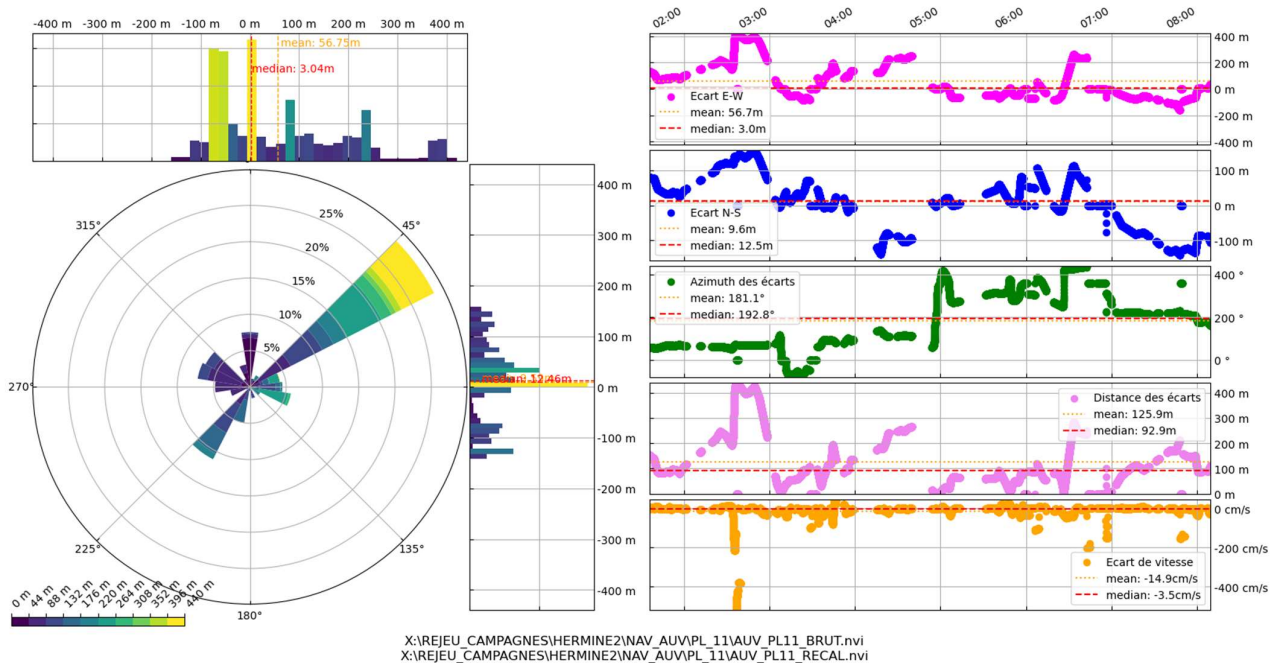 -400 m -300 m -200 m -100 m 0 m 100 m 200 m 300 m 400 m
mean: 56.75m
median: 3.04m
315°
45°
270°
225°
135°
180°
5%
10%
15%
20%
25%
0 m 44 m 88 m 132 m 176 m 220 m 264 m 308 m 352 m 396 m 440 m
400 m
300 m
200 m
100 m
median: 12.46m
0 m
-100 m
-200 m
-300 m
-400 m
02:00 03:00 04:00 05:00 06:00 07:00 08:00
Ecart E-W
mean: 56.7m
median: 3.0m
400 m
200 m
0 m
-200 m
-400 m
Ecart N-S
mean: 9.6m
median: 12.5m
100 m
0 m
-100 m
Azimuth des écarts
mean: 181.1°
median: 192.8°
400 °
200 °
0 °
Distance des écarts
mean: 125.9m
median: 92.9m
400 m
300 m
200 m
100 m
0 m
Ecart de vitesse
mean: -14.9cm/s
median: -3.5cm/s
0 cm/s
-200 cm/s
-400 cm/s
X:\REJEU_CAMPAGNES\HERMINE2\NAV_AUV\PL_11\AUV_PL11_BRUT.nvi
X:\REJEU_CAMPAGNES\HERMINE2\NAV_AUV\PL_11\AUV_PL11_RECAL.nvi